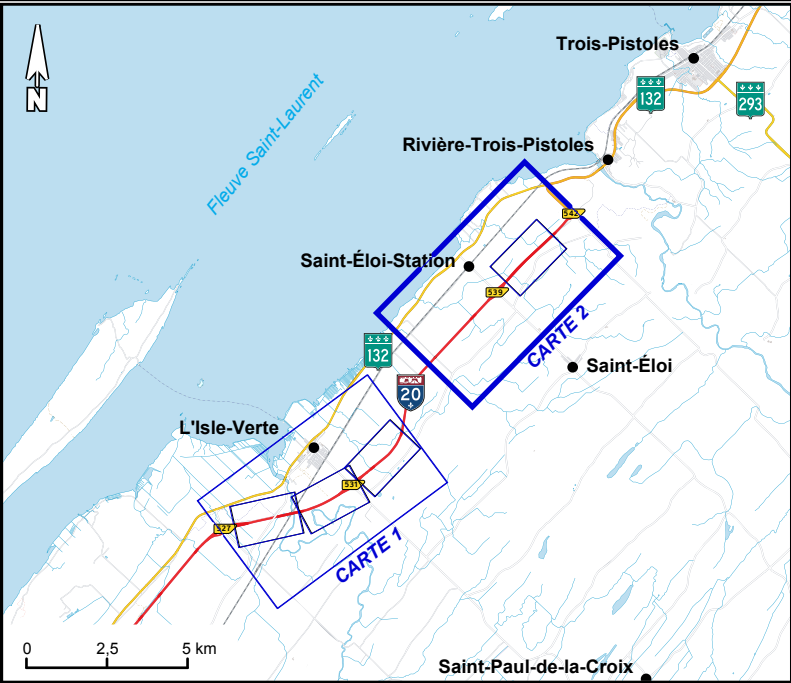 Trois-Pistoles
132
293
N
Fleuve Saint-Laurent
Rivière-Trois-Pistoles
542
Saint-Éloi-Station
539
CARTE 2
132
Saint-Éloi
20
L'Isle-Verte
531
527
CARTE 1
0 2,5 5 km
Saint-Paul-de-la-Croix